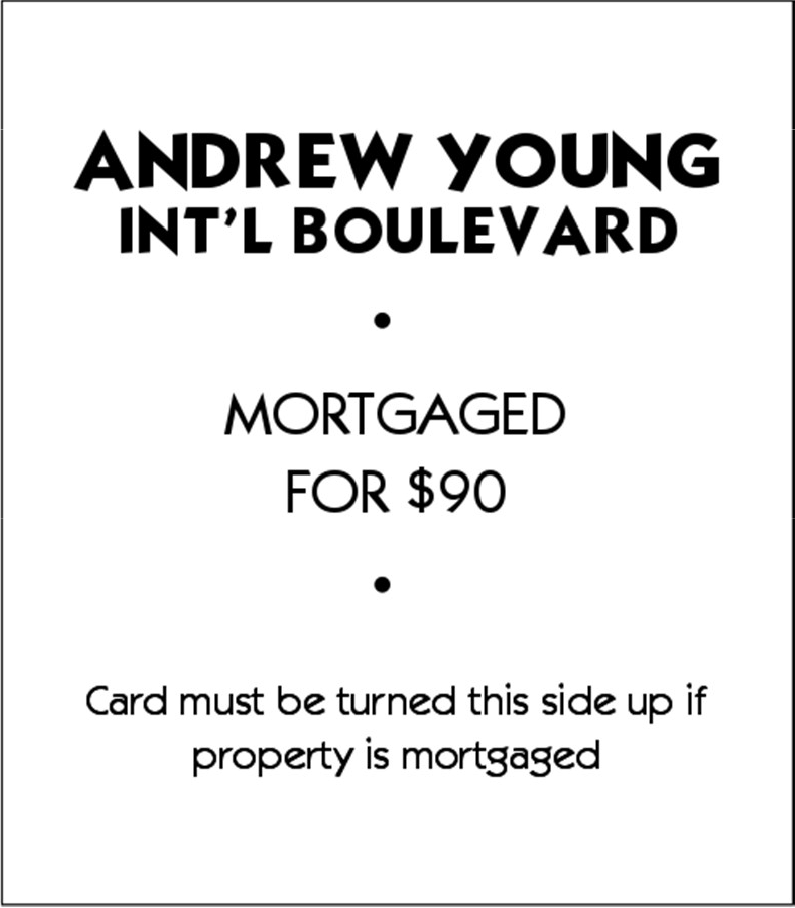 ANDREW YOUNG
INT'L BOULEVARD
•
MORTGAGED
FOR $90
•
Card must be turned this side up if
property is mortgaged